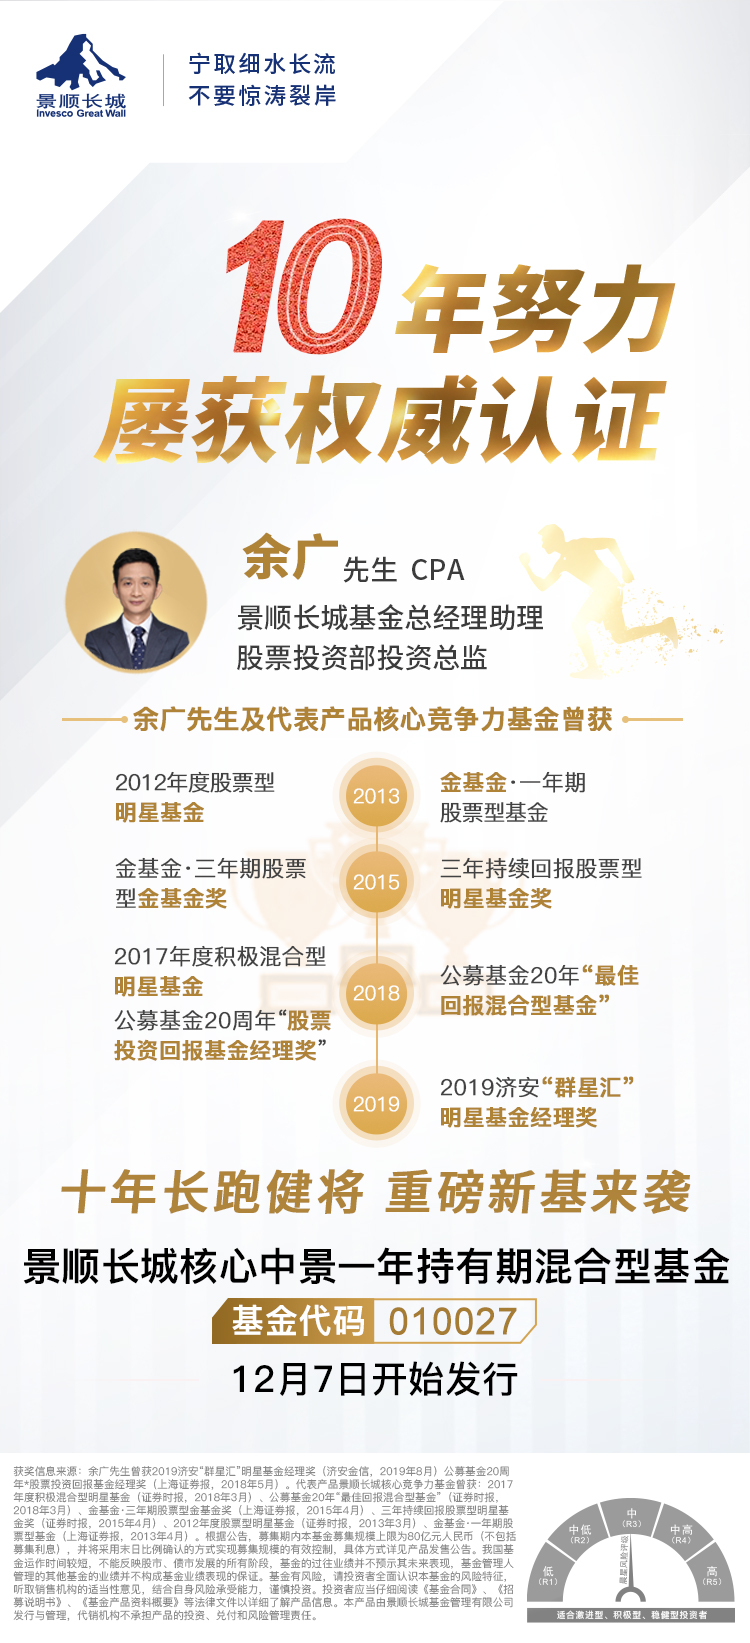 景顺长城
Invesco Great Wall
宁取细水长流
不要惊涛裂岸
10年努力
屡获权威认证
余广 先生 CPA
景顺长城基金总经理助理
股票投资部投资总监
余广先生及代表产品核心竞争力基金曾获
2012年度股票型
明星基金
2013
金基金·一年期
股票型基金
金基金·三年期股票
型金基金奖
2015
三年持续回报股票型
明星基金奖
2017年度积极混合型
明星基金
公募基金20周年“股票
投资回报基金经理奖”
2018
公募基金20年“最佳
回报混合型基金”
2019
2019济安“群星汇”
明星基金经理奖
十年长跑健将 重磅新基来袭
景顺长城核心中景一年持有期混合型基金
基金代码 010027
12月7日开始发行
获奖信息来源：余广先生曾获2019济安“群星汇”明星基金经理奖（济安金信，2019年8月）公募基金20周
年*股票投资回报基金经理奖（上海证券报，2018年5月）。代表产品景顺长城核心竞争力基金曾获：2017
年度积极混合型明星基金（证券时报，2018年3月）、公募基金20年“最佳回报混合型基金”（证券时报，
2018年3月）、金基金·三年期股票型金基金奖（上海证券报，2015年4月）、三年持续回报股票型明星基
金奖（证券时报，2015年4月）、2012年度股票型明星基金（证券时报，2013年3月）、金基金·一年期股
票型基金（上海证券报，2013年4月）。根据公告，募集期内本基金募集规模上限为80亿元人民币（不包括
募集利息），并将采用末日比例确认的方式实现募集规模的有效控制，具体方式详见产品发售公告。我国基
金运作时间较短，不能反映股市、债市发展的所有阶段，基金的过往业绩并不预示其未来表现，基金管理人
管理的其他基金的业绩并不构成基金业绩表现的保证。基金有风险，请投资者全面认识本基金的风险特征，
听取销售机构的适当性意见，结合自身风险承受能力，谨慎投资。投资者应当仔细阅读《基金合同》、《招
募说明书》、《基金产品资料概要》等法律文件以详细了解产品信息。本产品由景顺长城基金管理有限公司
发行与管理，代销机构不承担产品的投资、兑付和风险管理责任。
低
（R1）
中低
（R2）
中
（R3）
中高
（R4）
高
（R5）
晨星风险评级
适合激进型、积极型、稳健型投资者